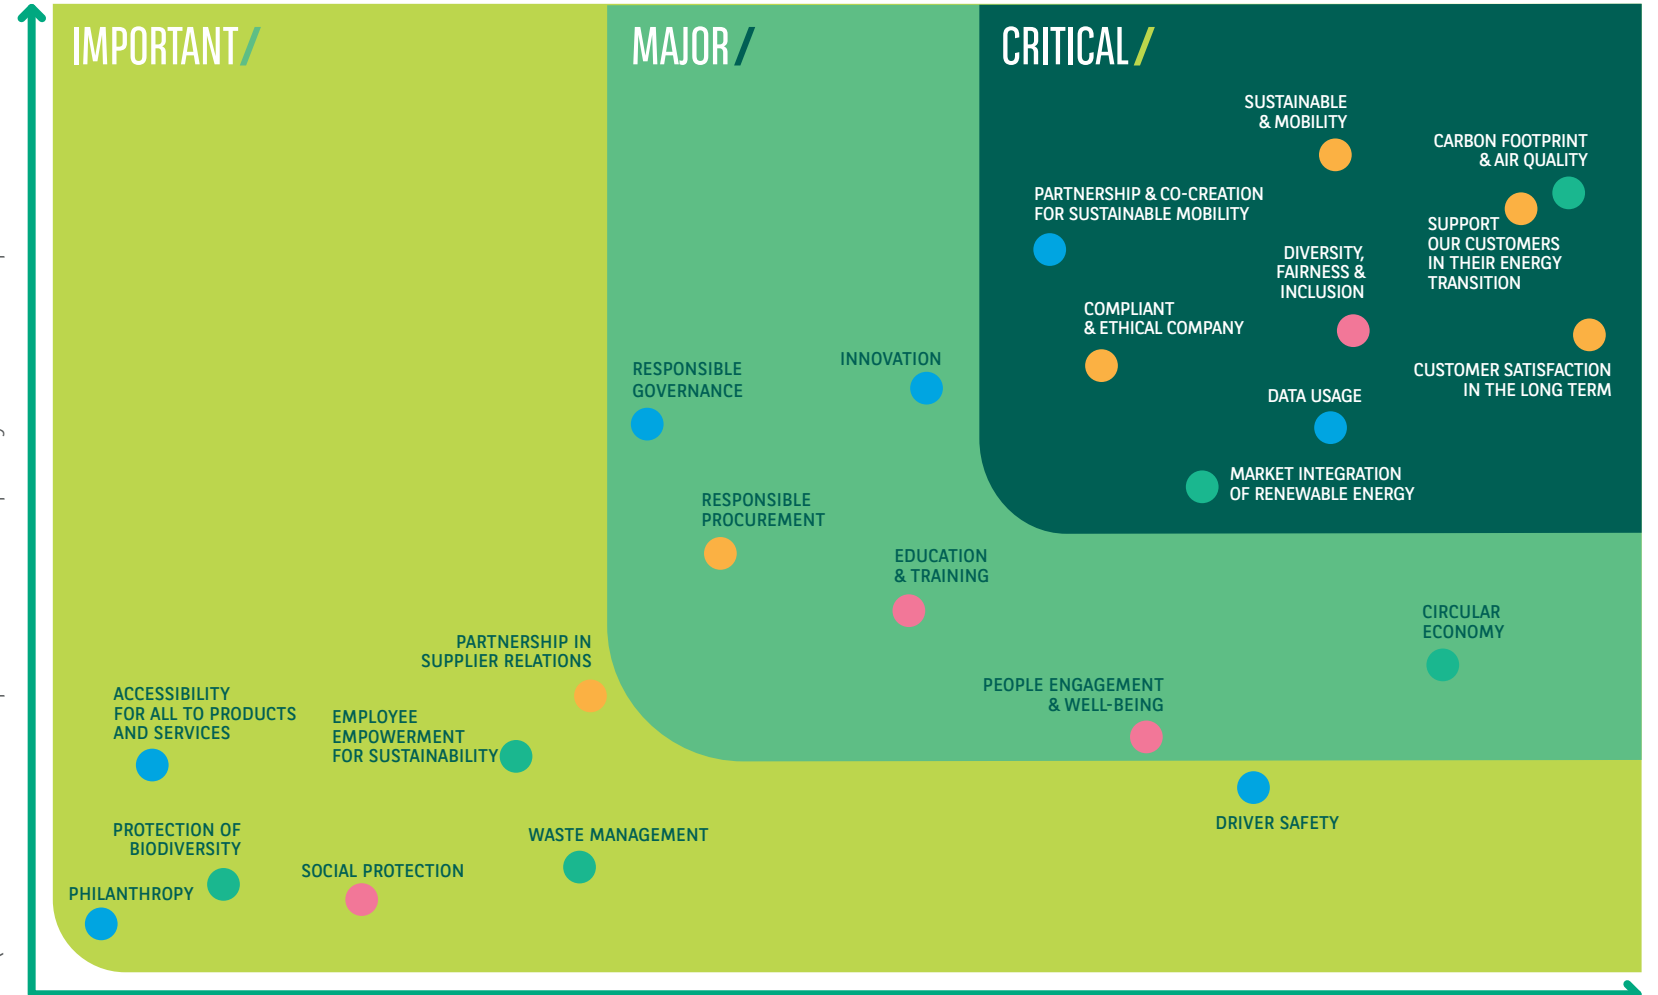 IMPORTANT/
MAJOR/
CRITICAL/
SUSTAINABLE
& MOBILITY
CARBON FOOTPRINT
& AIR QUALITY
PARTNERSHIP & CO-CREATION
FOR SUSTAINABLE MOBILITY
SUPPORT
OUR CUSTOMERS
IN THEIR ENERGY
TRANSITION
DIVERSITY,
FAIRNESS &
INCLUSION
COMPLIANT
& ETHICAL COMPANY
CUSTOMER SATISFACTION
IN THE LONG TERM
DATA USAGE
MARKET INTEGRATION
OF RENEWABLE ENERGY
RESPONSIBLE
GOVERNANCE
INNOVATION
RESPONSIBLE
PROCUREMENT
EDUCATION
& TRAINING
CIRCULAR
ECONOMY
PEOPLE ENGAGEMENT
& WELL-BEING
PARTNERSHIP IN
SUPPLIER RELATIONS
ACCESSIBILITY
FOR ALL TO PRODUCTS
AND SERVICES
EMPLOYEE
EMPOWERMENT
FOR SUSTAINABILITY
DRIVER SAFETY
PROTECTION OF
BIODIVERSITY
WASTE MANAGEMENT
SOCIAL PROTECTION
PHILANTHROPY